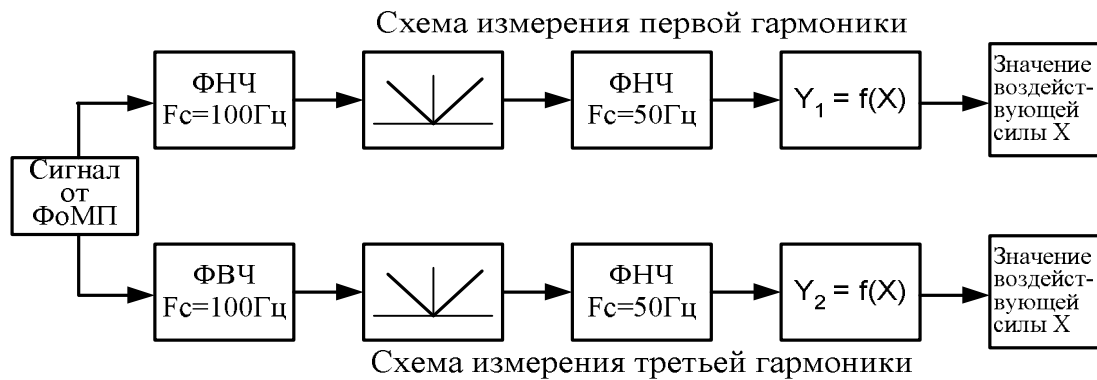 Схема измерения первой гармоники
Сигнал
от
ФоМП
ФНЧ
Fc=100Гц
ФНЧ
Fc=50Гц
Y1 = f(X)
Значение
воздейст-
вующей
силы X
ФВЧ
Fc=100Гц
ФНЧ
Fc=50Гц
Y2 = f(X)
Значение
воздейст-
вующей
силы X
Схема измерения третьей гармоники